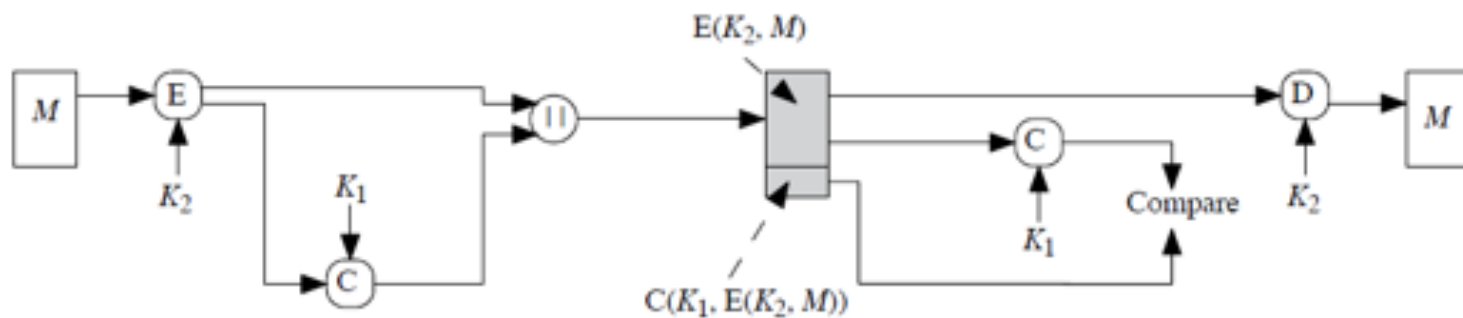 E(K₂, M)
M
E
K₂
K₁
C
||
C(K₁, E(K₂, M))
C
K₁
Compare
D
K₂
M